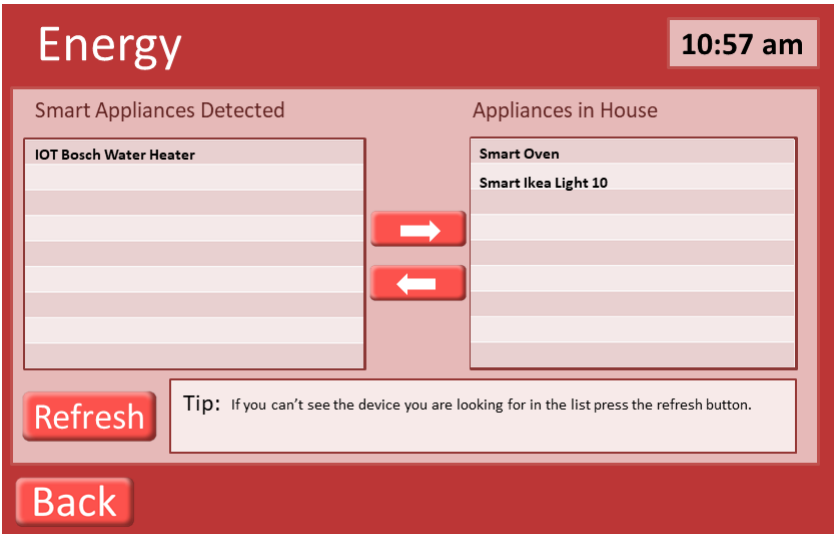 Energy
10:57 am
Smart Appliances Detected
Appliances in House
IOT Bosch Water Heater
Smart Oven
Smart Ikea Light 10
Refresh
Tip: If you can't see the device you are looking for in the list press the refresh button.
Back